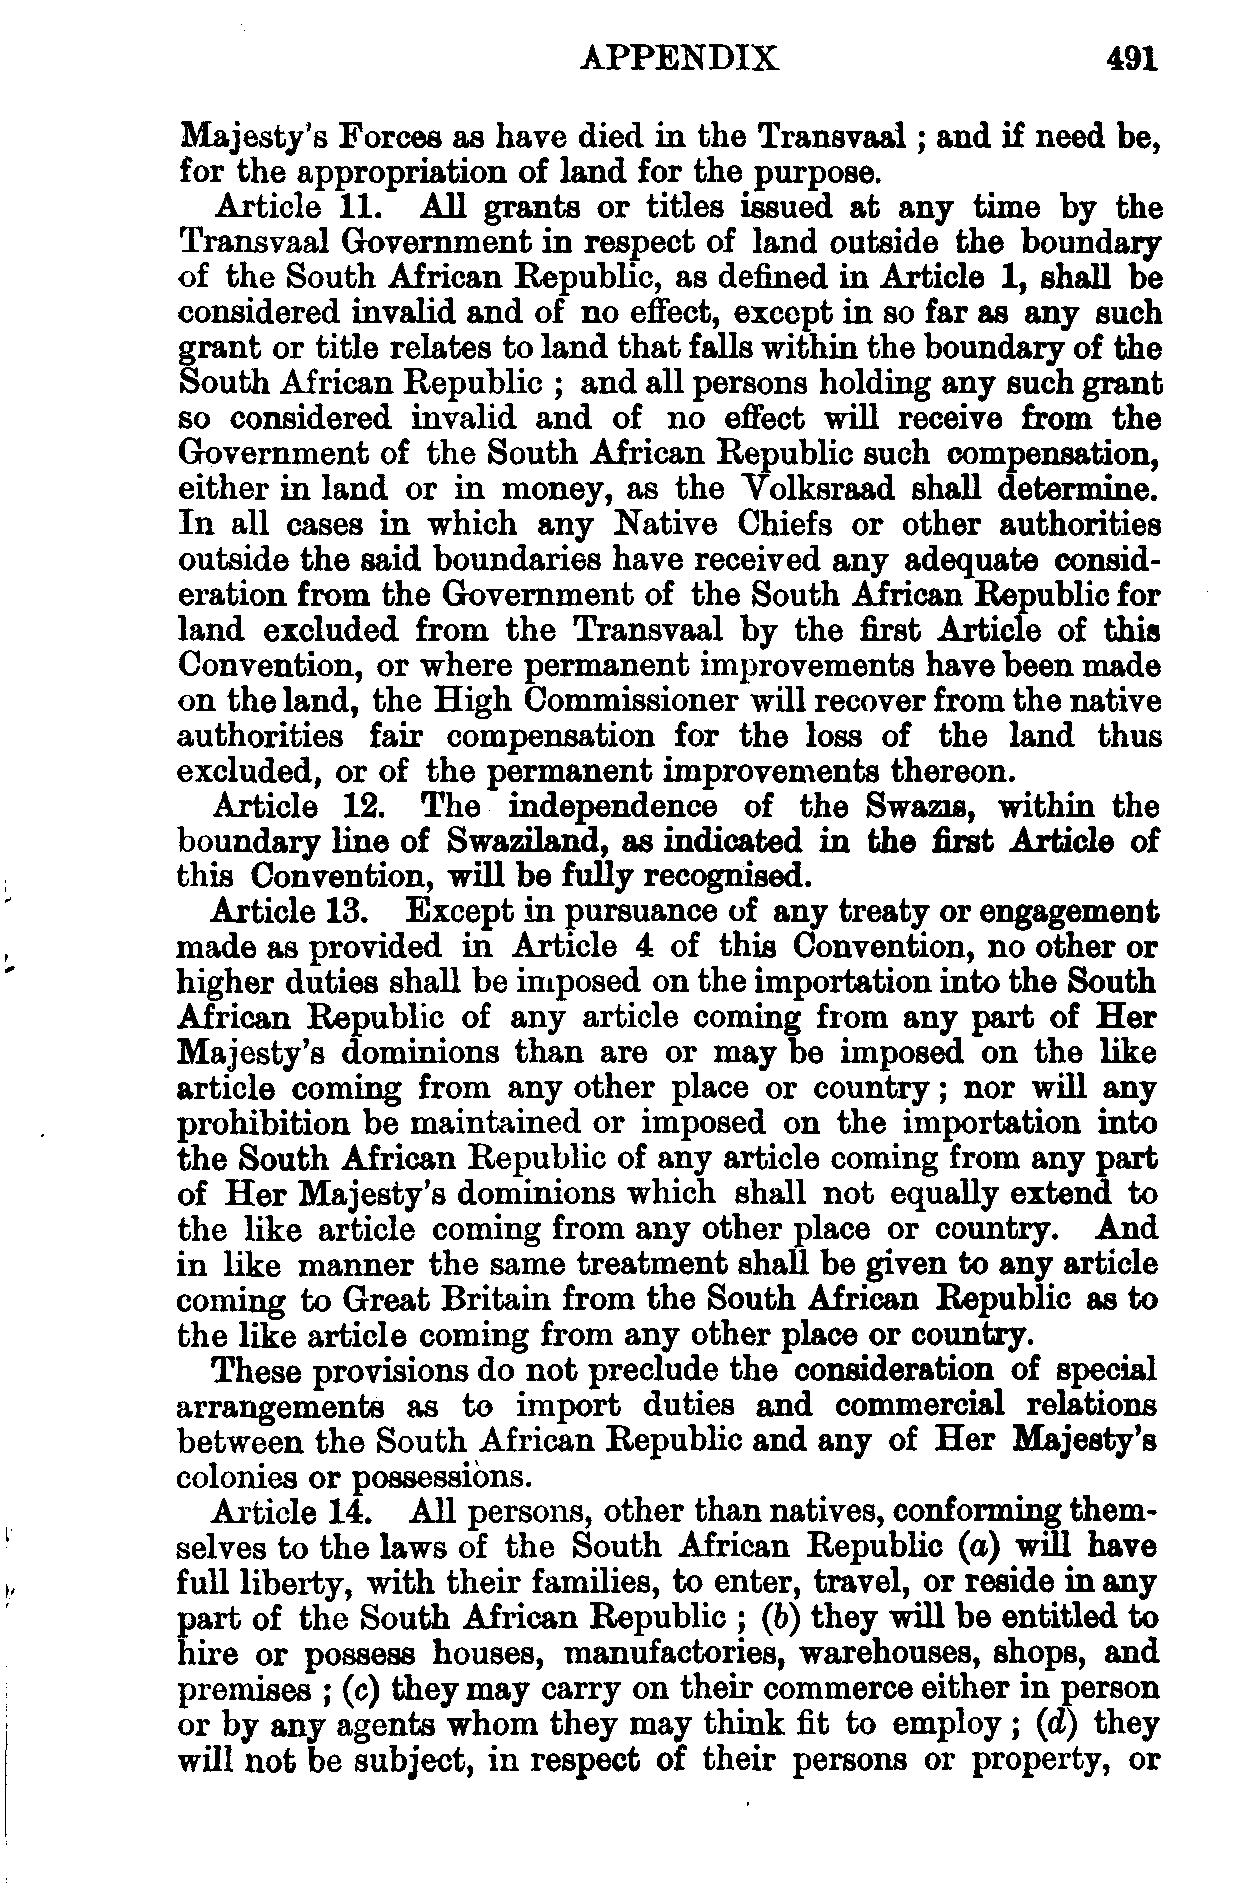 APPENDIX 491
Majesty's Forces as have died in the Transvaal ; and if need be,
for the appropriation of land for the purpose.
Article 11. All grants or titles issued at any time by the
Transvaal Government in respect of land outside the boundary
of the South African Republic, as defined in Article 1, shall be
considered invalid and of no effect, except in so far as any such
grant or title relates to land that falls within the boundary of the
South African Republic ; and all persons holding any such grant
so considered invalid and of no effect will receive from the
Government of the South African Republic such compensation,
either in land or in money, as the Volksraad shall determine.
In all cases in which any Native Chiefs or other authorities
outside the said boundaries have received any adequate consid-
eration from the Government of the South African Republic for
land excluded from the Transvaal by the first Article of this
Convention, or where permanent improvements have been made
on the land, the High Commissioner will recover from the native
authorities fair compensation for the loss of the land thus
excluded, or of the permanent improvements thereon.
Article 12. The independence of the Swazis, within the
boundary line of Swaziland, as indicated in the first Article of
this Convention, will be fully recognised.
Article 13. Except in pursuance of any treaty or engagement
made as provided in Article 4 of this Convention, no other or
higher duties shall be imposed on the importation into the South
African Republic of any article coming from any part of Her
Majesty's dominions than are or may be imposed on the like
article coming from any other place or country ; nor will any
prohibition be maintained or imposed on the importation into
the South African Republic of any article coming from any part
of Her Majesty's dominions which shall not equally extend to
the like article coming from any other place or country. And
in like manner the same treatment shall be given to any article
coming to Great Britain from the South African Republic as to
the like article coming from any other place or country.
These provisions do not preclude the consideration of special
arrangements as to import duties and commercial relations
between the South African Republic and any of Her Majesty's
colonies or possessions.
Article 14. All persons, other than natives, conforming them-
selves to the laws of the South African Republic (a) will have
full liberty, with their families, to enter, travel, or reside in any
part of the South African Republic ; (b) they will be entitled to
hire or possess houses, manufactories, warehouses, shops, and
premises ; (c) they may carry on their commerce either in person
or by any agents whom they may think fit to employ ; (d) they
will not be subject, in respect of their persons or property, or